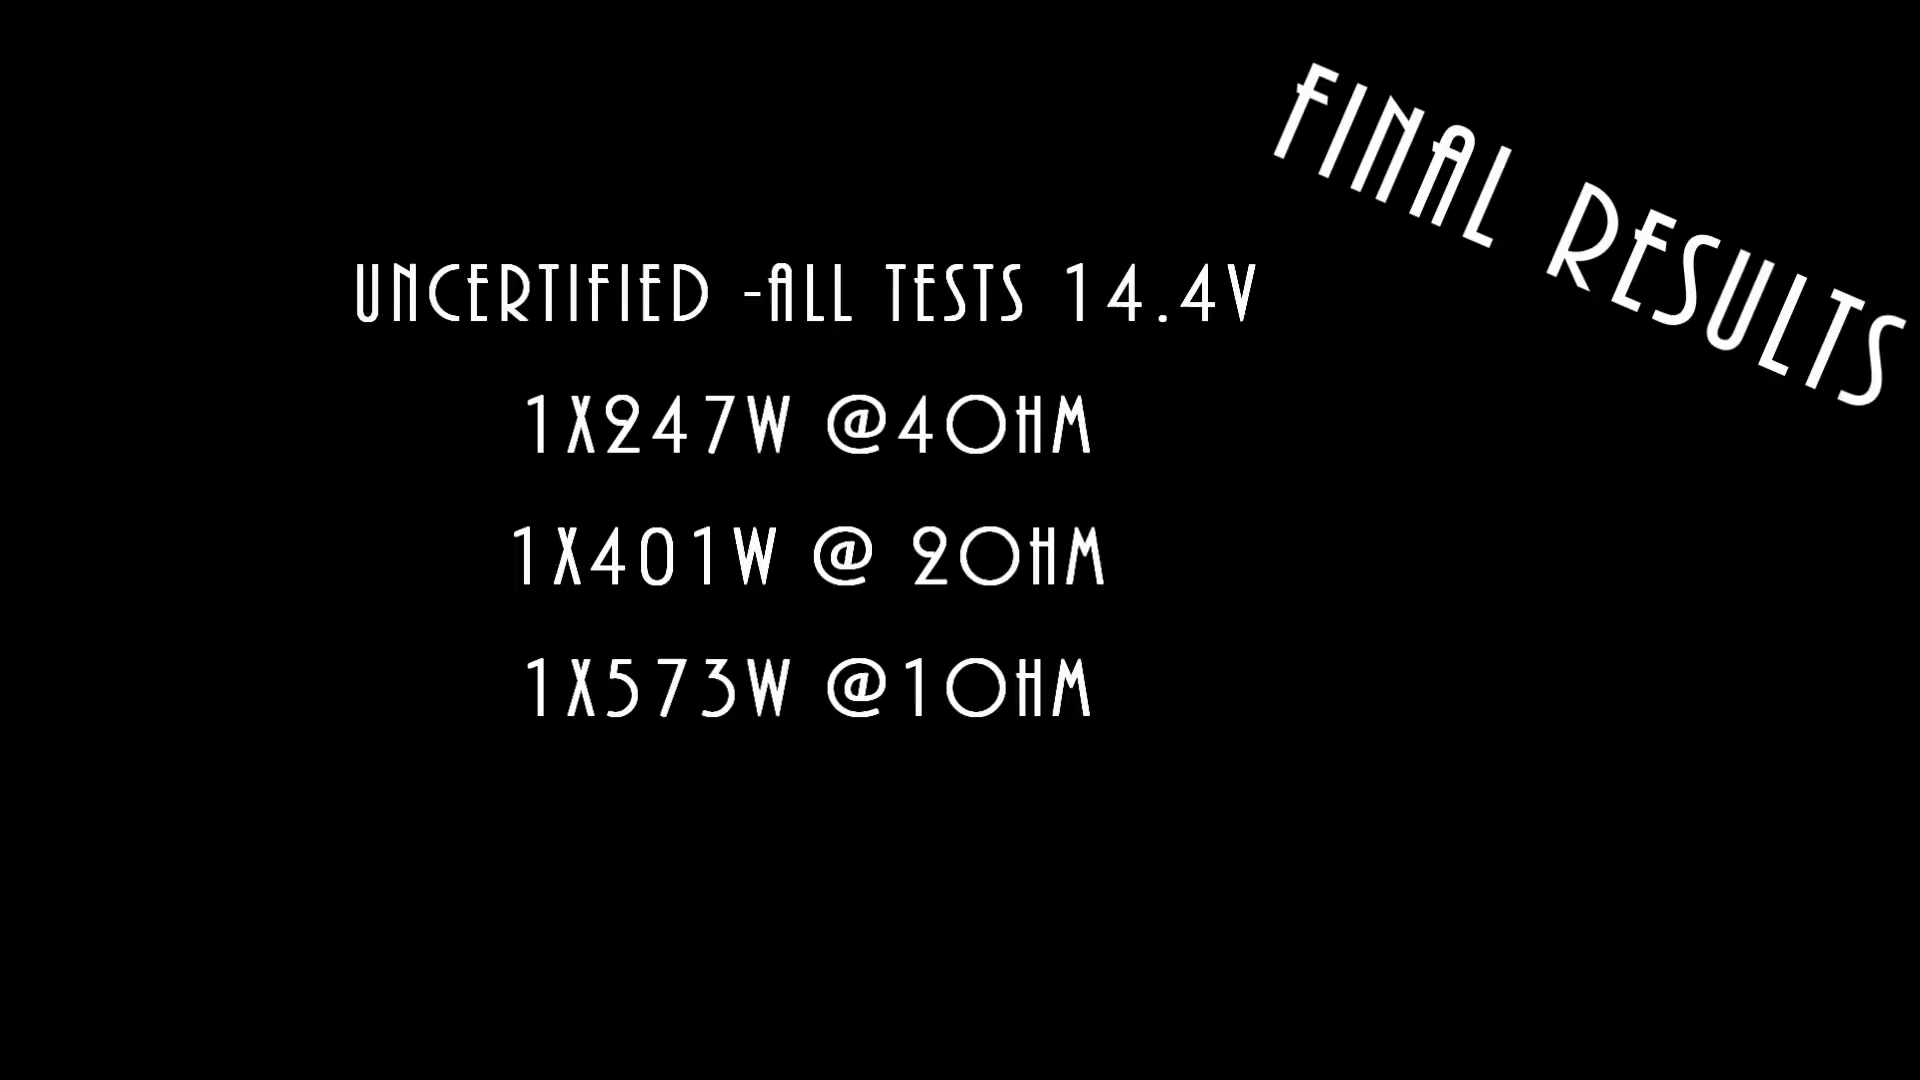 FINAL RESULTS
UNCERTIFIED -ALL TESTS 14.4V
1X247W @4OHM
1X401W @ 2OHM
1X573W @1OHM